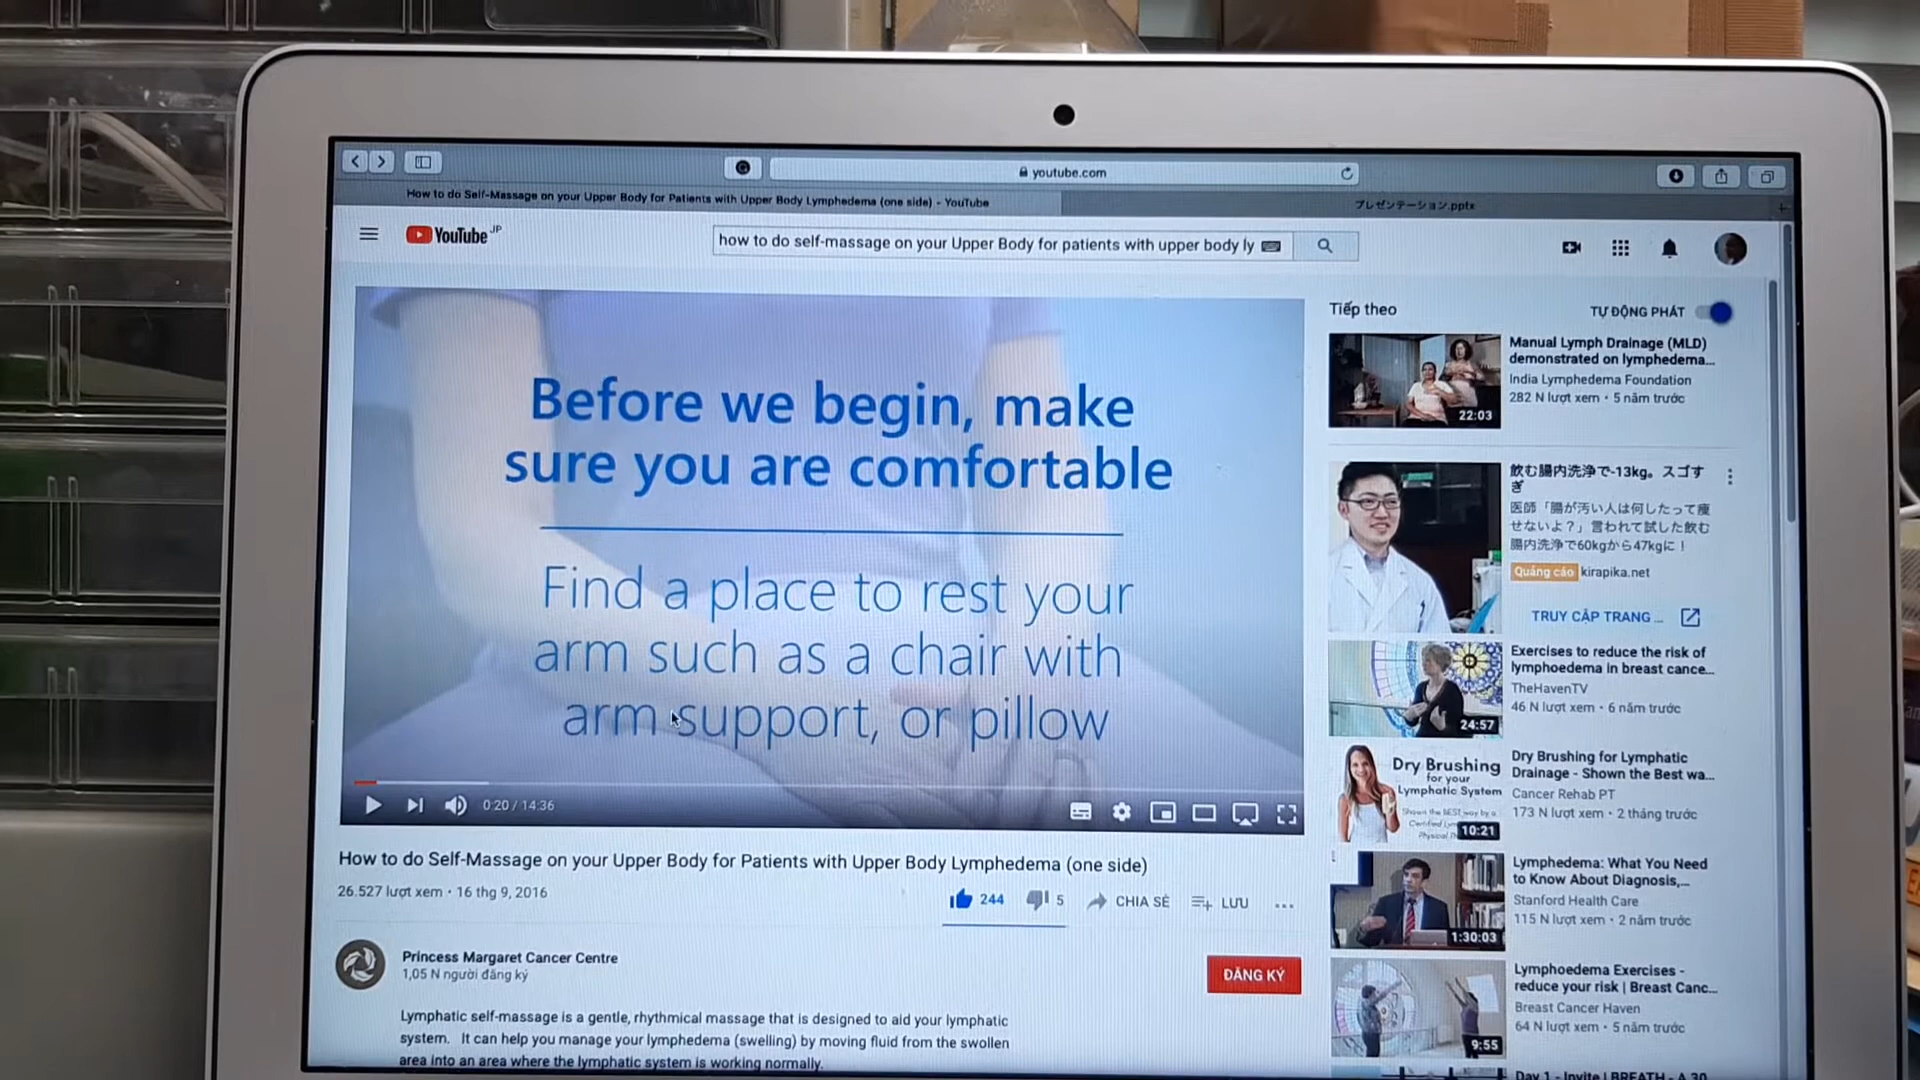 youtube.com
How to do Self-Massage on your Upper Body for Patients with Upper Body Lymphedema (one side) - YouTube
プレゼンテーション.pptx
YouTube JP
how to do self-massage on your Upper Body for patients with upper body ly
Before we begin, make
sure you are comfortable
Find a place to rest your
arm such as a chair with
arm support, or pillow
0:20 / 14:36
How to do Self-Massage on your Upper Body for Patients with Upper Body Lymphedema (one side)
26.527 lượt xem • 16 thg 9, 2016
244
5
CHIA SẺ
LƯU
Princess Margaret Cancer Centre
1,05 N người đăng ký
ĐĂNG KÝ
Lymphatic self-massage is a gentle, rhythmical massage that is designed to aid your lymphatic
system. It can help you manage your lymphedema (swelling) by moving fluid from the swollen
area into an area where the lymphatic system is working normally.
Tiếp theo
TỰ ĐỘNG PHÁT
22:03
Manual Lymph Drainage (MLD)
demonstrated on lymphedema...
India Lymphedema Foundation
282 N lượt xem • 5 năm trước
飲む腸内洗浄で-13kg。スゴす
ぎ
医師「腸が汚い人は何したって痩
せないよ？」言われて試した飲む
腸内洗浄で60kgから47kgに！
Quảng cáo kirapika.net
TRUY CẬP TRANG ...
24:57
Exercises to reduce the risk of
lymphoedema in breast cance...
TheHavenTV
46 N lượt xem • 6 năm trước
Dry Brushing
for your
Lymphatic System
10:21
Dry Brushing for Lymphatic
Drainage - Shown the Best wa...
Cancer Rehab PT
173 N lượt xem • 2 tháng trước
1:30:03
Lymphedema: What You Need
to Know About Diagnosis,...
Stanford Health Care
115 N lượt xem • 2 năm trước
9:55
Lymphoedema Exercises -
reduce your risk | Breast Canc...
Breast Cancer Haven
64 N lượt xem • 5 năm trước
Day 1 - Invite | BREATH - A 30